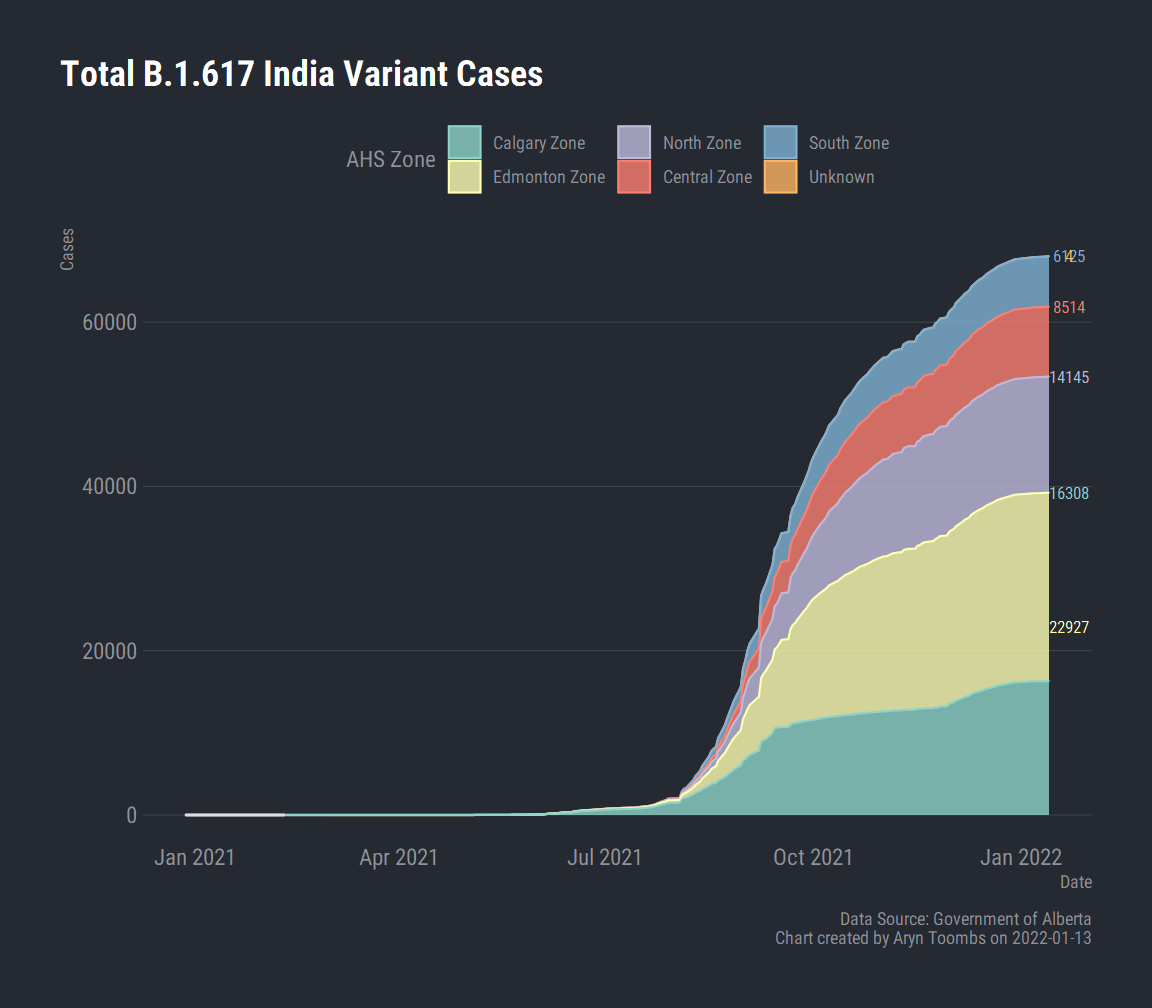 Total B.1.617 India Variant Cases
AHS Zone
Calgary Zone North Zone South Zone
Edmonton Zone Central Zone Unknown
Cases
6125
4
8514
60000
14145
40000
16308
22927
20000
0
Jan 2021 Apr 2021 Jul 2021 Oct 2021 Jan 2022
Date
Data Source: Government of Alberta
Chart created by Aryn Toombs on 2022-01-13